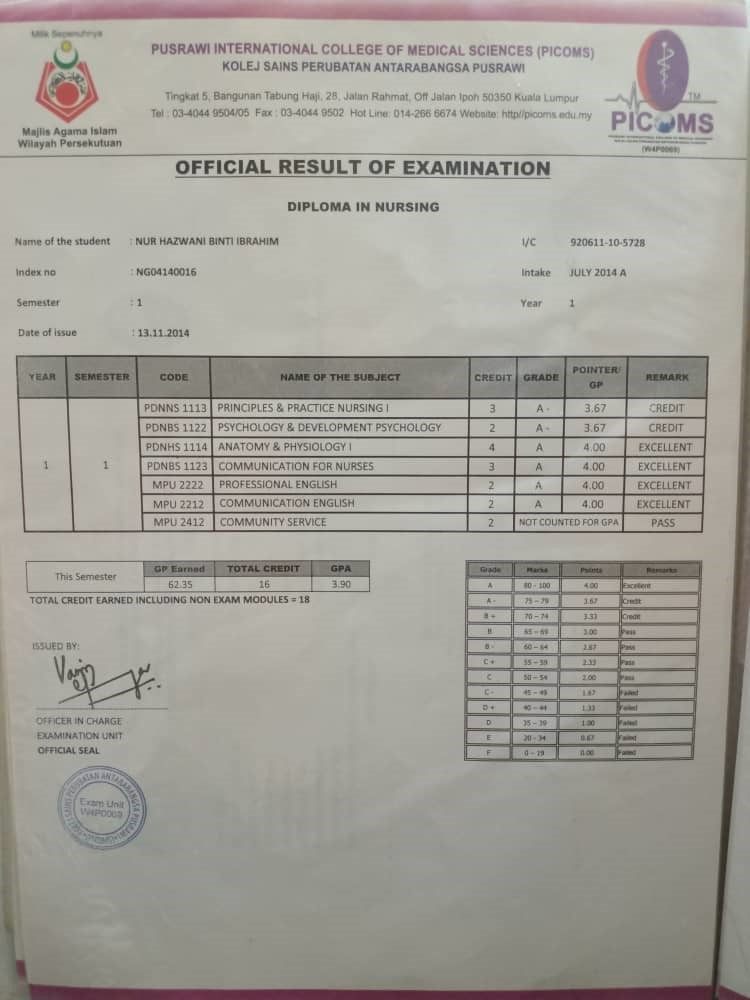 Milik Sepenuhnya
Majlis Agama Islam
Wilayah Persekutuan
PUSRAWI INTERNATIONAL COLLEGE OF MEDICAL SCIENCES (PICOMS)
KOLEJ SAINS PERUBATAN ANTARABANGSA PUSRAWI
Tingkat 5, Bangunan Tabung Haji, 28, Jalan Rahmat, Off Jalan Ipoh 50350 Kuala Lumpur
Tel : 03-4044 9504/05 Fax : 03-4044 9502 Hot Line: 014-266 6674 Website: http//picoms.edu.my
TM
PICOMS
(W4P0069)
OFFICIAL RESULT OF EXAMINATION
DIPLOMA IN NURSING
Name of the student : NUR HAZWANI BINTI IBRAHIM I/C 920611-10-5728
Index no : NG04140016 Intake JULY 2014 A
Semester : 1 Year 1
Date of issue : 13.11.2014
YEAR SEMESTER CODE NAME OF THE SUBJECT CREDIT GRADE POINTER/ GP REMARK
1 1
PDNNS 1113 PRINCIPLES & PRACTICE NURSING I 3 A - 3.67 CREDIT
PDNBS 1122 PSYCHOLOGY & DEVELOPMENT PSYCHOLOGY 2 A - 3.67 CREDIT
PDNHS 1114 ANATOMY & PHYSIOLOGY I 4 A 4.00 EXCELLENT
PDNBS 1123 COMMUNICATION FOR NURSES 3 A 4.00 EXCELLENT
MPU 2222 PROFESSIONAL ENGLISH 2 A 4.00 EXCELLENT
MPU 2212 COMMUNICATION ENGLISH 2 A 4.00 EXCELLENT
MPU 2412 COMMUNITY SERVICE 2 NOT COUNTED FOR GPA PASS
This Semester
GP Earned TOTAL CREDIT GPA
62.35 16 3.90
TOTAL CREDIT EARNED INCLUDING NON EXAM MODULES = 18
Grade Marks Points Remarks
A 80 - 100 4.00 Excellent
A - 75 – 79 3.67 Credit
B + 70 – 74 3.33 Credit
B 65 – 69 3.00 Pass
B - 60 – 64 2.67 Pass
C + 55 – 59 2.33 Pass
C 50 – 54 2.00 Pass
C - 45 – 49 1.67 Failed
D + 40 – 44 1.33 Failed
D 35 – 39 1.00 Failed
E 20 - 34 0.67 Failed
F 0 – 19 0.00 Failed
ISSUED BY:
OFFICER IN CHARGE
EXAMINATION UNIT
OFFICIAL SEAL
KOLEJ SAINS PERUBATAN ANTARABANGSA PUSRAWI
Exam Unit
W4P0069
(PICOMS)